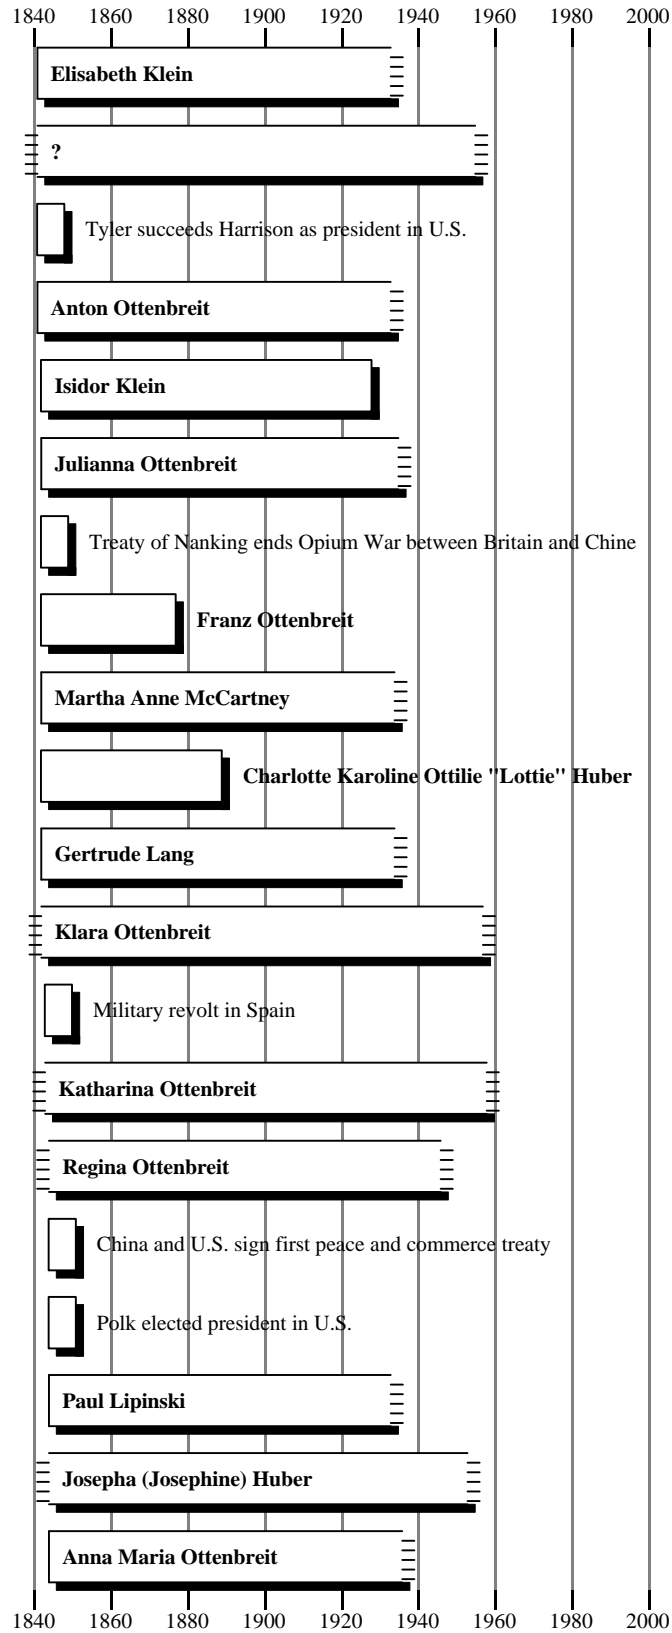 1840 1860 1880 1900 1920 1940 1960 1980 2000
Elisabeth Klein
?
Tyler succeeds Harrison as president in U.S.
Anton Ottenbreit
Isidor Klein
Julianna Ottenbreit
Treaty of Nanking ends Opium War between Britain and Chine
Franz Ottenbreit
Martha Anne McCartney
Charlotte Karoline Ottilie "Lottie" Huber
Gertrude Lang
Klara Ottenbreit
Military revolt in Spain
Katharina Ottenbreit
Regina Ottenbreit
China and U.S. sign first peace and commerce treaty
Polk elected president in U.S.
Paul Lipinski
Josepha (Josephine) Huber
Anna Maria Ottenbreit
1840 1860 1880 1900 1920 1940 1960 1980 2000